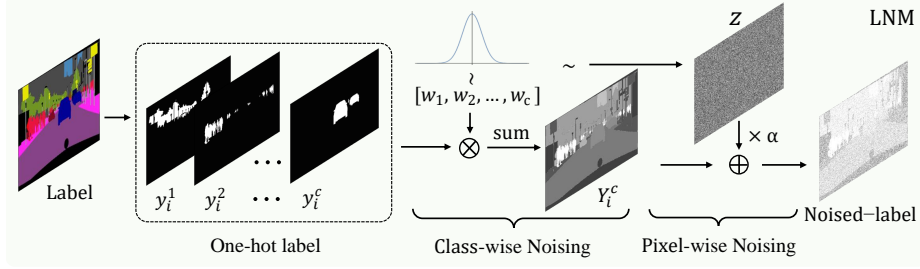 LNM
Z
~
~
[w₁, w₂, ..., w_c]
sum
× α
Label
y_i^1 y_i^2 ... y_i^c
Y_i^c
Noised−label
One-hot label
Class-wise Noising
Pixel-wise Noising